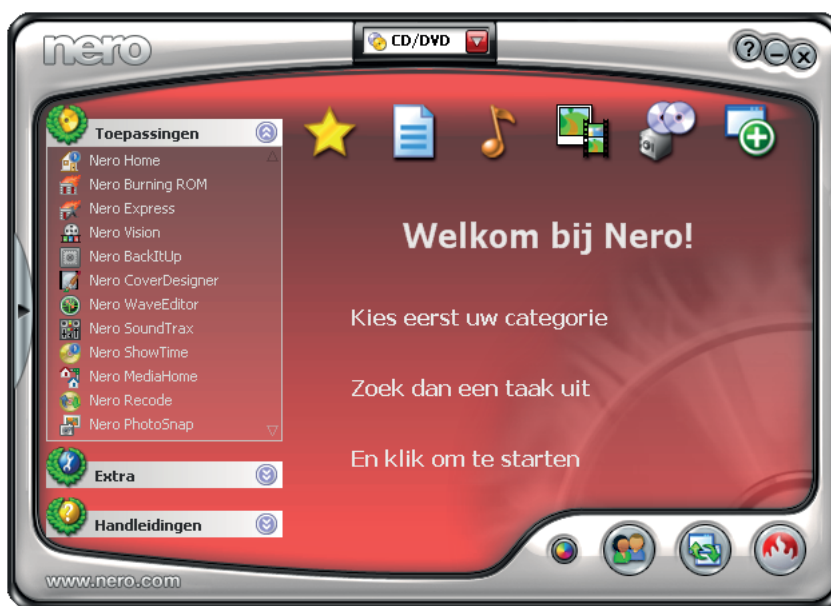 nero
CD/DVD
Toepassingen
Nero Home
Nero Burning ROM
Nero Express
Nero Vision
Nero BackItUp
Nero CoverDesigner
Nero WaveEditor
Nero SoundTrax
Nero ShowTime
Nero MediaHome
Nero Recode
Nero PhotoSnap
Extra
Handleidingen
Welkom bij Nero!
Kies eerst uw categorie
Zoek dan een taak uit
En klik om te starten
www.nero.com